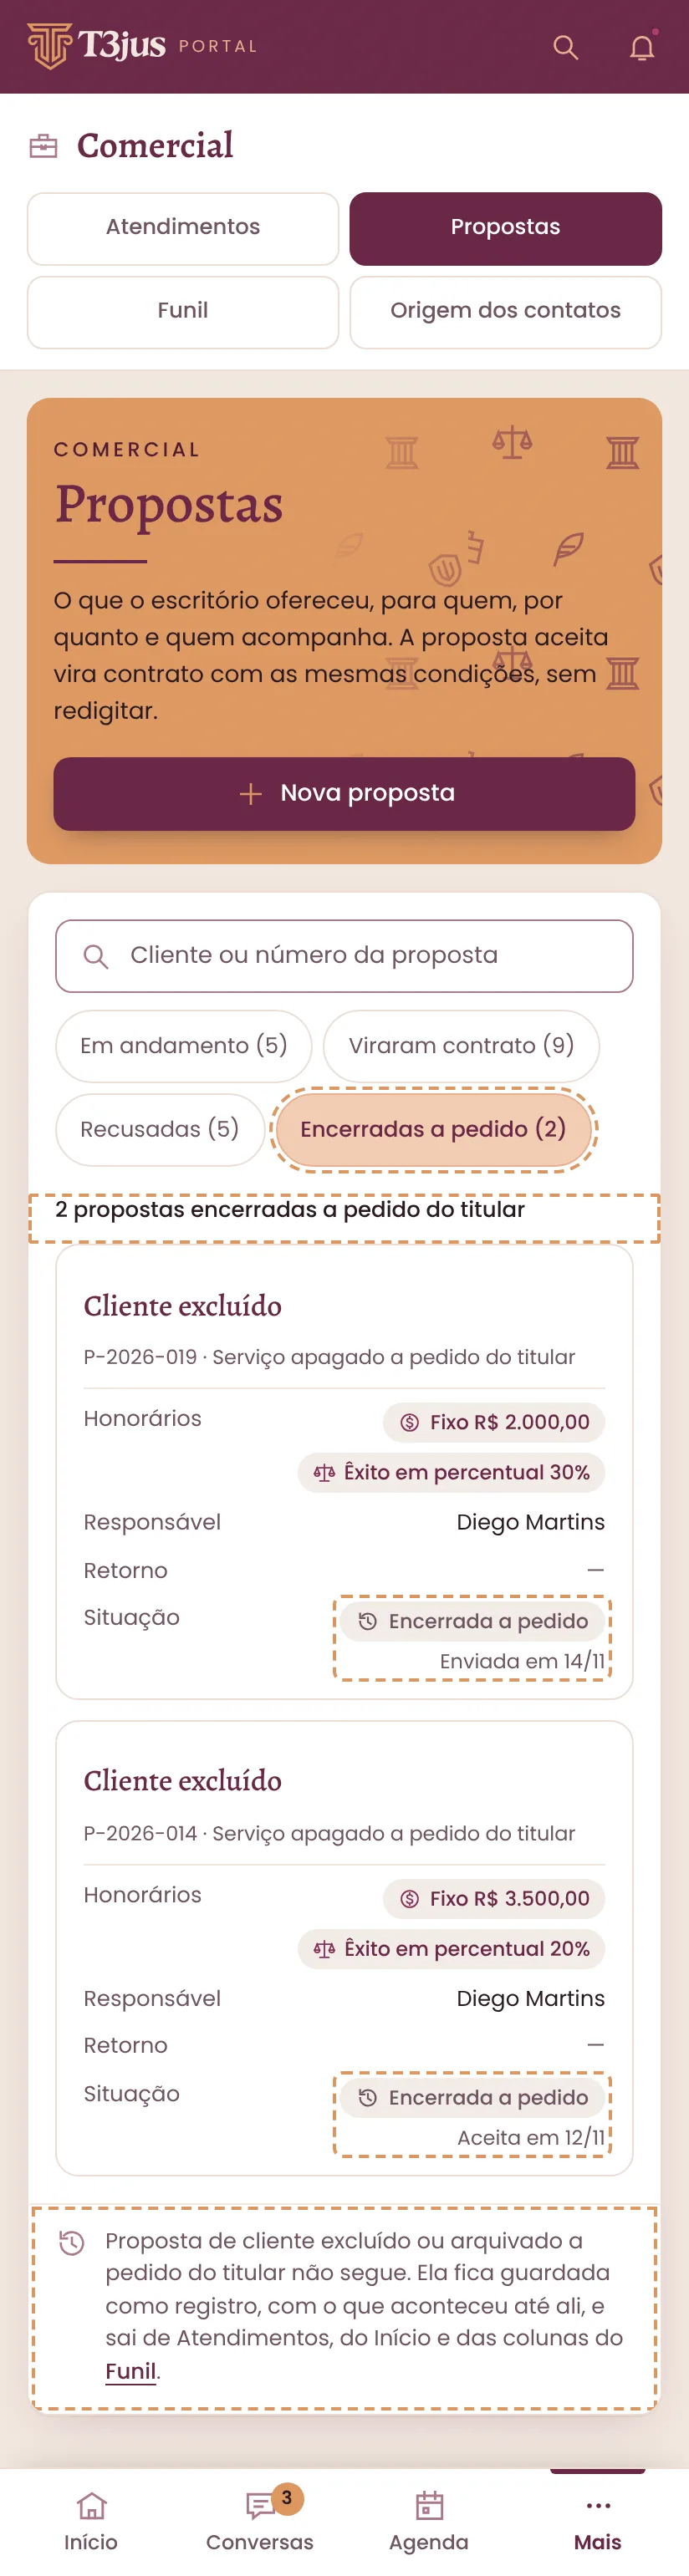 T3jus PORTAL
Comercial
Atendimentos
Propostas
Funil
Origem dos contatos
COMERCIAL
Propostas
O que o escritório ofereceu, para quem, por
quanto e quem acompanha. A proposta aceita
vira contrato com as mesmas condições, sem
redigitar.
Nova proposta
Cliente ou número da proposta
Em andamento (5)
Viraram contrato (9)
Recusadas (5)
Encerradas a pedido (2)
2 propostas encerradas a pedido do titular
Cliente excluído
P-2026-019 · Serviço apagado a pedido do titular
Honorários
Fixo R$ 2.000,00
Êxito em percentual 30%
Responsável
Diego Martins
Retorno
—
Situação
Encerrada a pedido
Enviada em 14/11
Cliente excluído
P-2026-014 · Serviço apagado a pedido do titular
Honorários
Fixo R$ 3.500,00
Êxito em percentual 20%
Responsável
Diego Martins
Retorno
—
Situação
Encerrada a pedido
Aceita em 12/11
Proposta de cliente excluído ou arquivado a
pedido do titular não segue. Ela fica guardada
como registro, com o que aconteceu até ali, e
sai de Atendimentos, do Início e das colunas do
Funil.
3
Início
Conversas
Agenda
Mais